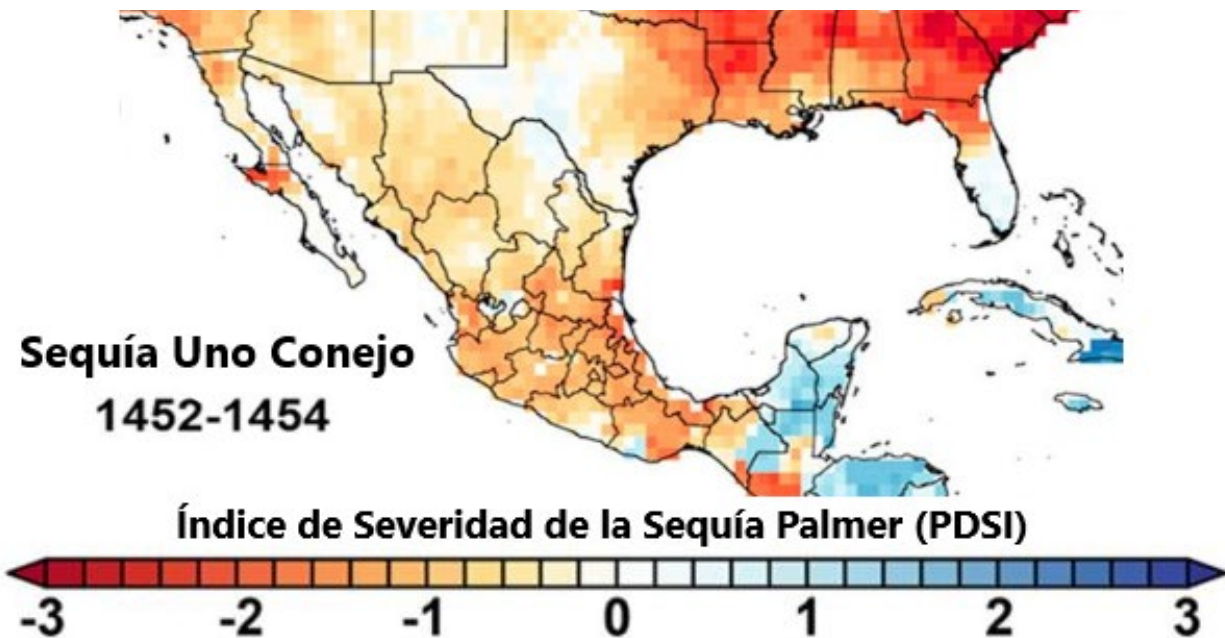 Sequía Uno Conejo
1452-1454
Índice de Severidad de la Sequía Palmer (PDSI)
-3 -2 -1 0 1 2 3